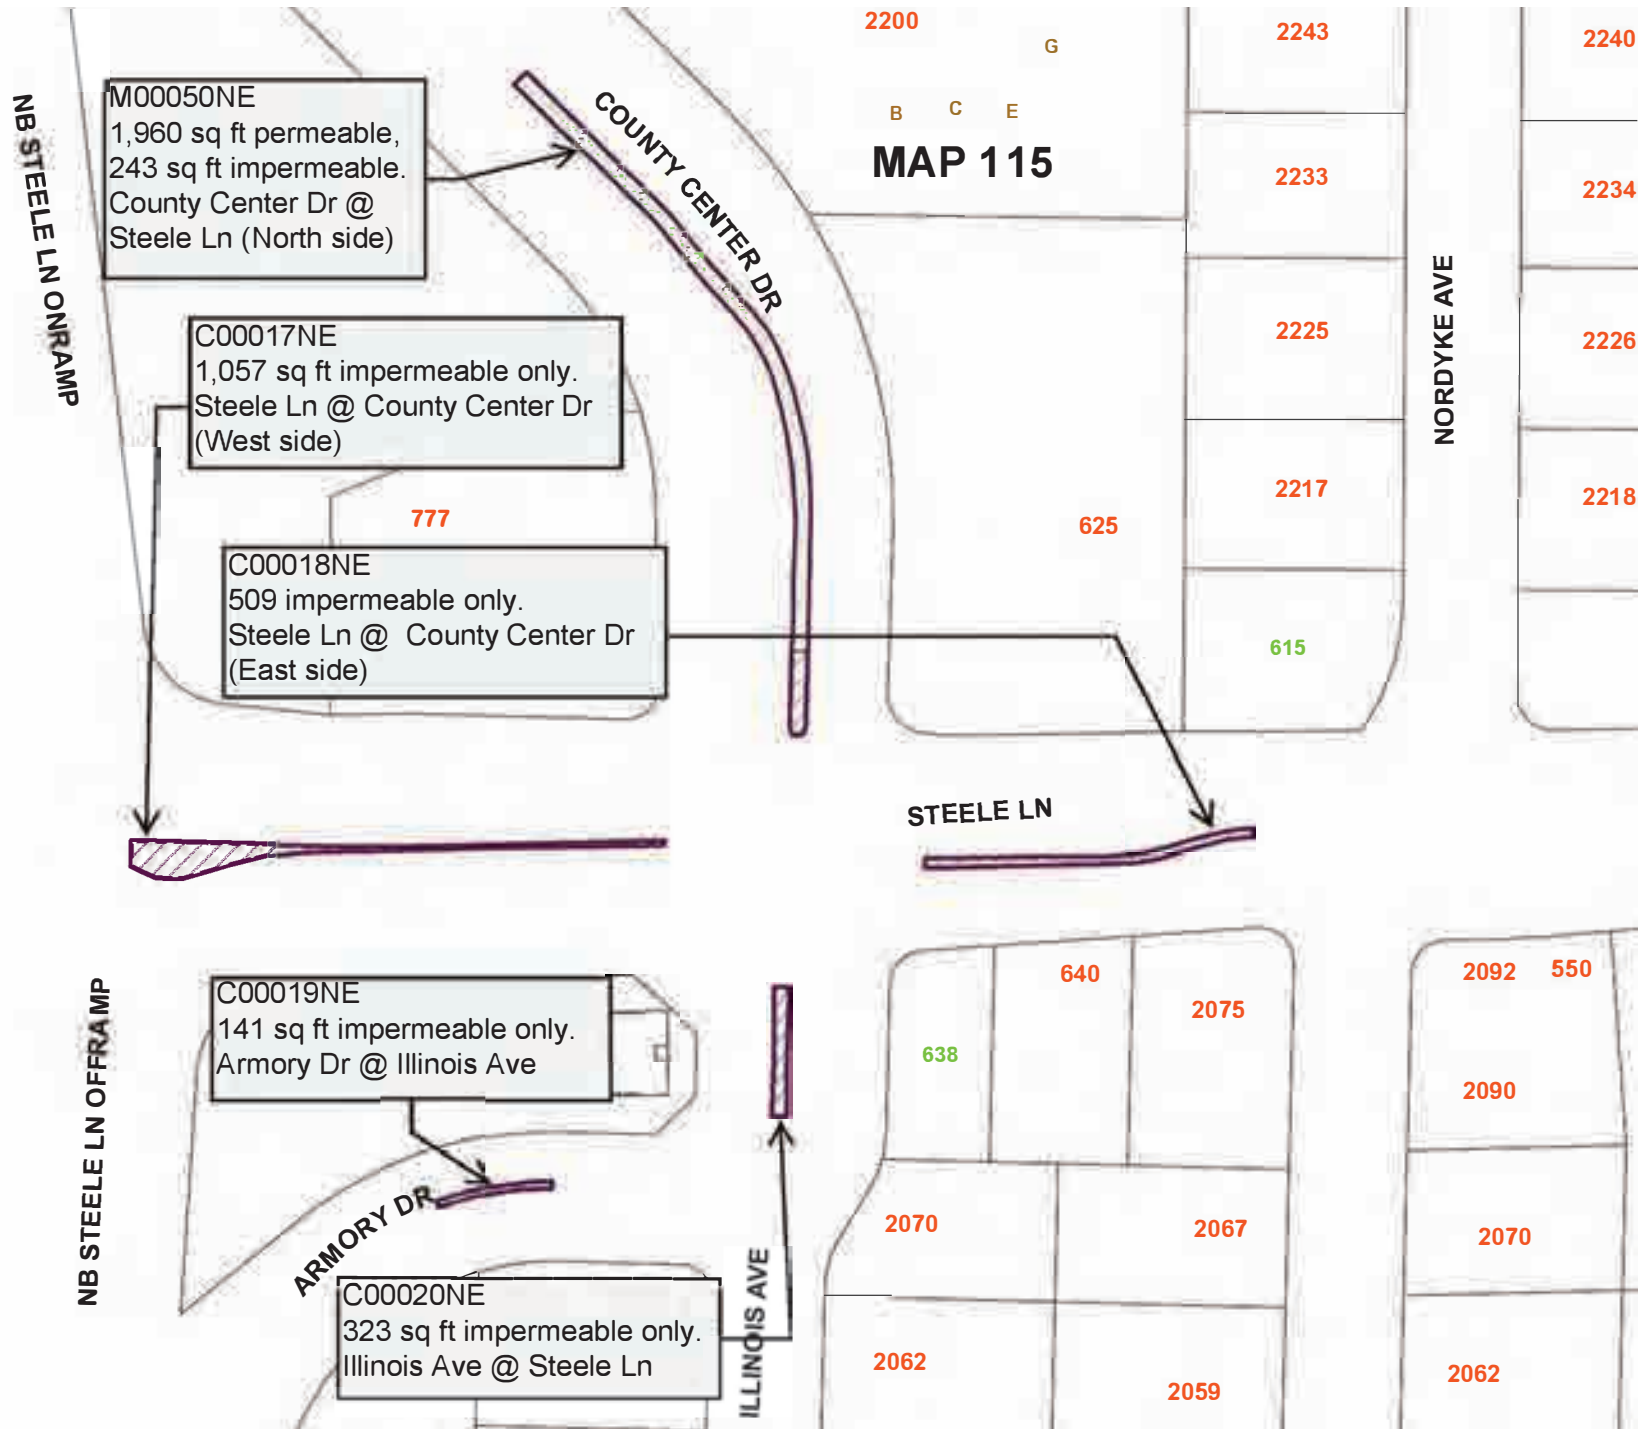 2200
G
2243
2240
M00050NE
1,960 sq ft permeable,
243 sq ft impermeable.
County Center Dr @
Steele Ln (North side)
NB STEELE LN ONRAMP
COUNTY CENTER DR
B
C
E
MAP 115
2233
2234
C00017NE
1,057 sq ft impermeable only.
Steele Ln @ County Center Dr
(West side)
2225
NORDYKE AVE
2226
777
625
2217
2218
C00018NE
509 impermeable only.
Steele Ln @  County Center Dr
(East side)
615
STEELE LN
NB STEELE LN OFFRAMP
C00019NE
141 sq ft impermeable only.
Armory Dr @ Illinois Ave
638
640
2075
2092
550
2090
ARMORY DR
2070
2067
2070
C00020NE
323 sq ft impermeable only.
Illinois Ave @ Steele Ln
ILLINOIS AVE
2062
2059
2062